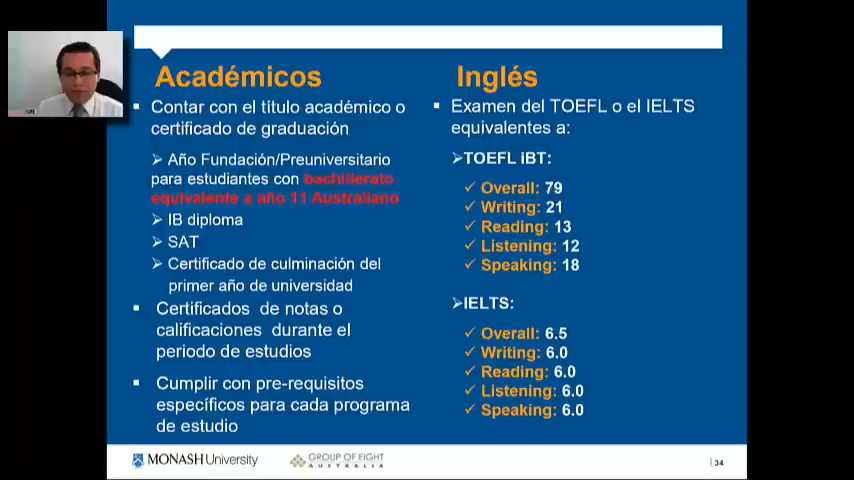 Académicos
Contar con el título académico o
certificado de graduación
Año Fundación/Preuniversitario
para estudiantes con bachillerato
equivalente a año 11 Australiano
IB diploma
SAT
Certificado de culminación del
primer año de universidad
Certificados de notas o
calificaciones durante el
periodo de estudios
Cumplir con pre-requisitos
específicos para cada programa
de estudio
Inglés
Examen del TOEFL o el IELTS
equivalentes a:
TOEFL iBT:
Overall: 79
Writing: 21
Reading: 13
Listening: 12
Speaking: 18
IELTS:
Overall: 6.5
Writing: 6.0
Reading: 6.0
Listening: 6.0
Speaking: 6.0
MONASH University
GROUP OF EIGHT
AUSTRALIA
34